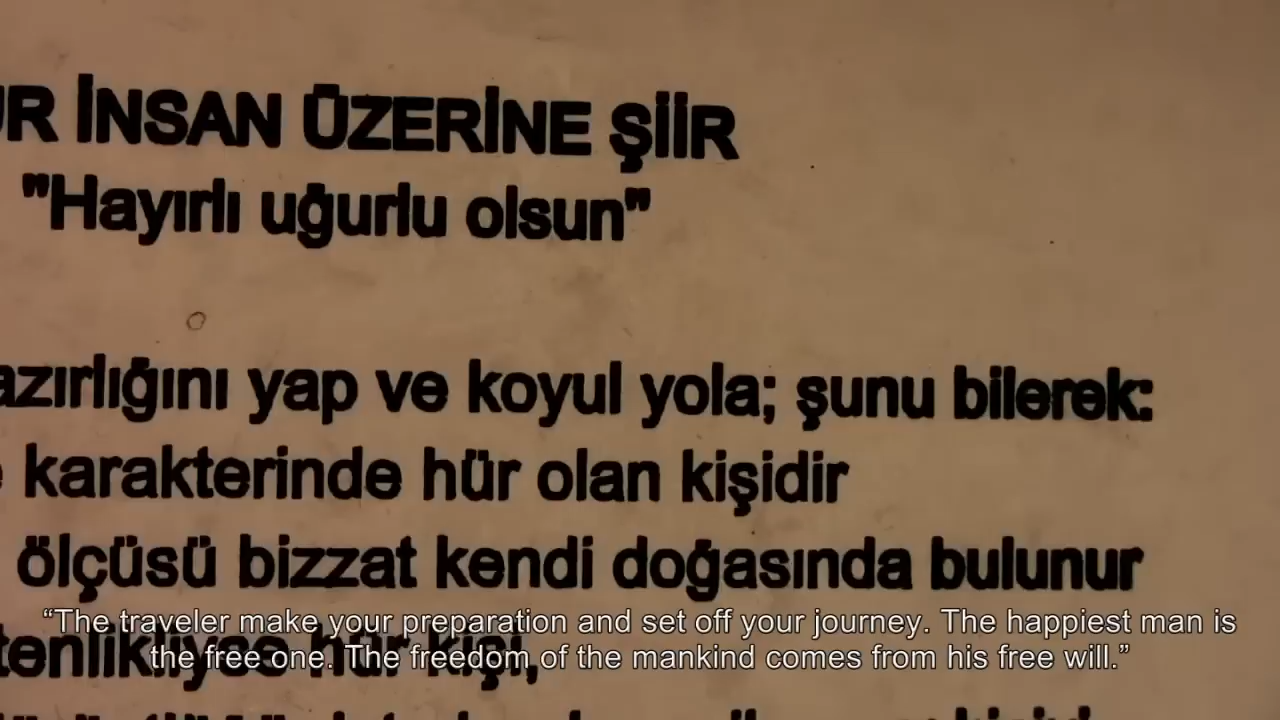 İNSAN ÜZERİNE ŞİİR
"Hayırlı uğurlu olsun"
yap ve koyul yola; şunu bilerek:
karakterinde hür olan kişidir
ölçüsü bizzat kendi doğasında bulunur
hür kişi,
“The traveler make your preparation and set off your journey. The happiest man is
the free one. The freedom of the mankind comes from his free will.”